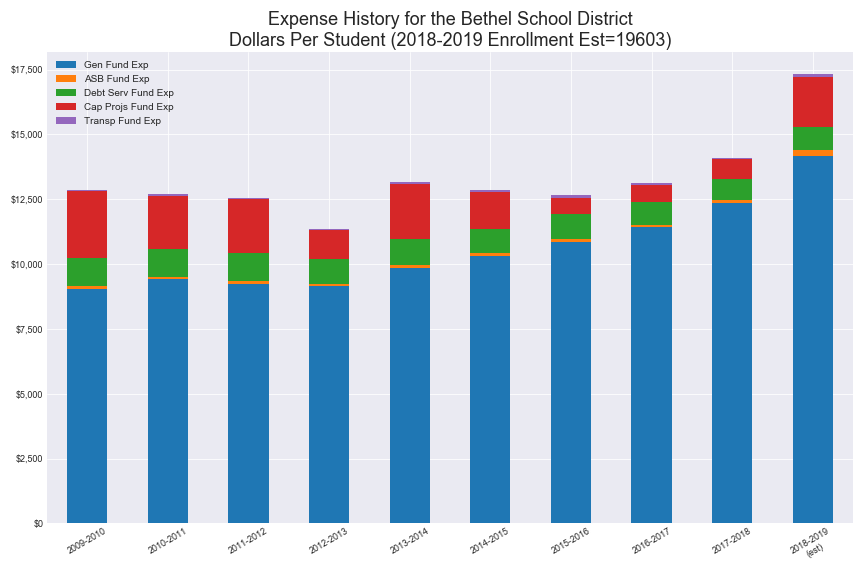 Expense History for the Bethel School District
Dollars Per Student (2018-2019 Enrollment Est=19603)
Gen Fund Exp
ASB Fund Exp
Debt Serv Fund Exp
Cap Projs Fund Exp
Transp Fund Exp
$17,500
$15,000
$12,500
$10,000
$7,500
$5,000
$2,500
$0
2009-2010
2010-2011
2011-2012
2012-2013
2013-2014
2014-2015
2015-2016
2016-2017
2017-2018
2018-2019
(est)